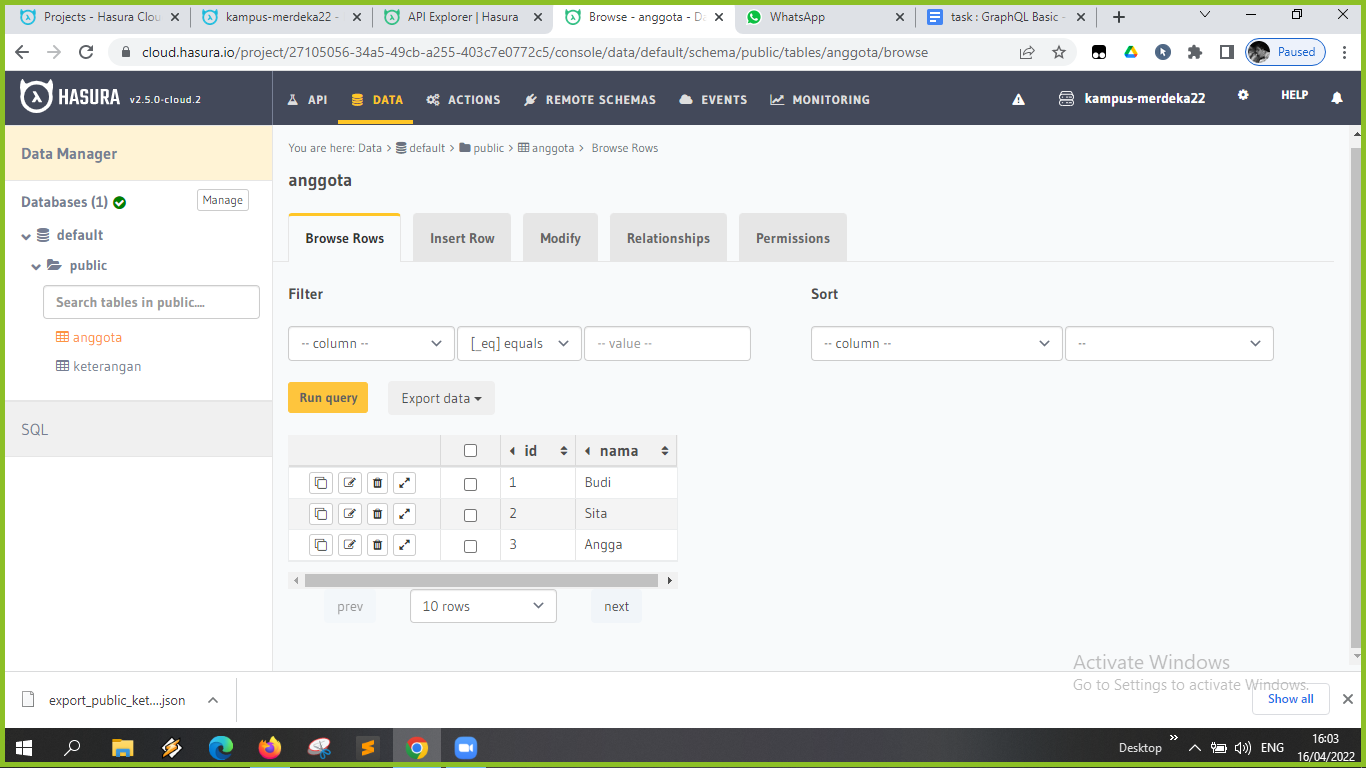 Projects - Hasura Clou
kampus-merdeka22 -
API Explorer | Hasura
Browse - anggota - Da
WhatsApp
task : GraphQL Basic -
cloud.hasura.io/project/27105056-34a5-49cb-a255-403c7e0772c5/console/data/default/schema/public/tables/anggota/browse
Paused
HASURA v2.5.0-cloud.2
API
DATA
ACTIONS
REMOTE SCHEMAS
EVENTS
MONITORING
kampus-merdeka22
HELP
Data Manager
Databases (1)
Manage
default
public
Search tables in public....
anggota
keterangan
SQL
You are here: Data > default > public > anggota > Browse Rows
anggota
Browse Rows
Insert Row
Modify
Relationships
Permissions
Filter
Sort
-- column --
[_eq] equals
-- value --
-- column --
--
Run query
Export data
id nama
1 Budi
2 Sita
3 Angga
prev
10 rows
next
Activate Windows
Go to Settings to activate Windows.
export_public_ket....json
Show all
Desktop
ENG
16:03
16/04/2022